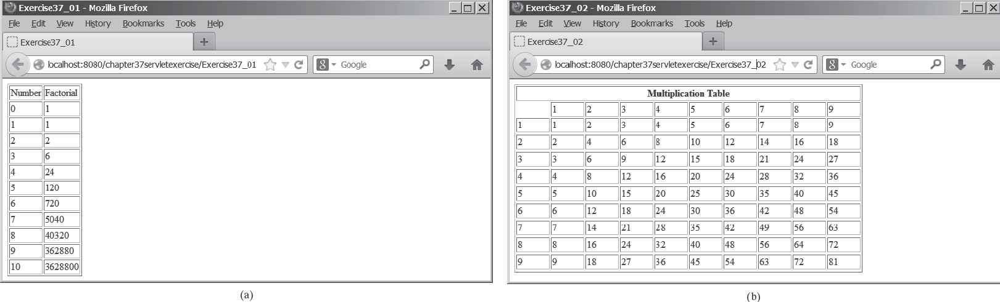 Exercise37_01 - Mozilla Firefox
File Edit View History Bookmarks Tools Help
Exercise37_01 +
localhost:8080/chapter37servletexercise/Exercise37_01 8 Google
Number Factorial
0 1
1 1
2 2
3 6
4 24
5 120
6 720
7 5040
8 40320
9 362880
10 3628800
(a)
Exercise37_02 - Mozilla Firefox
File Edit View History Bookmarks Tools Help
Exercise37_02 +
localhost:8080/chapter37servletexercise/Exercise37_02 8 Google
Multiplication Table
1 2 3 4 5 6 7 8 9
1 1 2 3 4 5 6 7 8 9
2 2 4 6 8 10 12 14 16 18
3 3 6 9 12 15 18 21 24 27
4 4 8 12 16 20 24 28 32 36
5 5 10 15 20 25 30 35 40 45
6 6 12 18 24 30 36 42 48 54
7 7 14 21 28 35 42 49 56 63
8 8 16 24 32 40 48 56 64 72
9 9 18 27 36 45 54 63 72 81
(b)